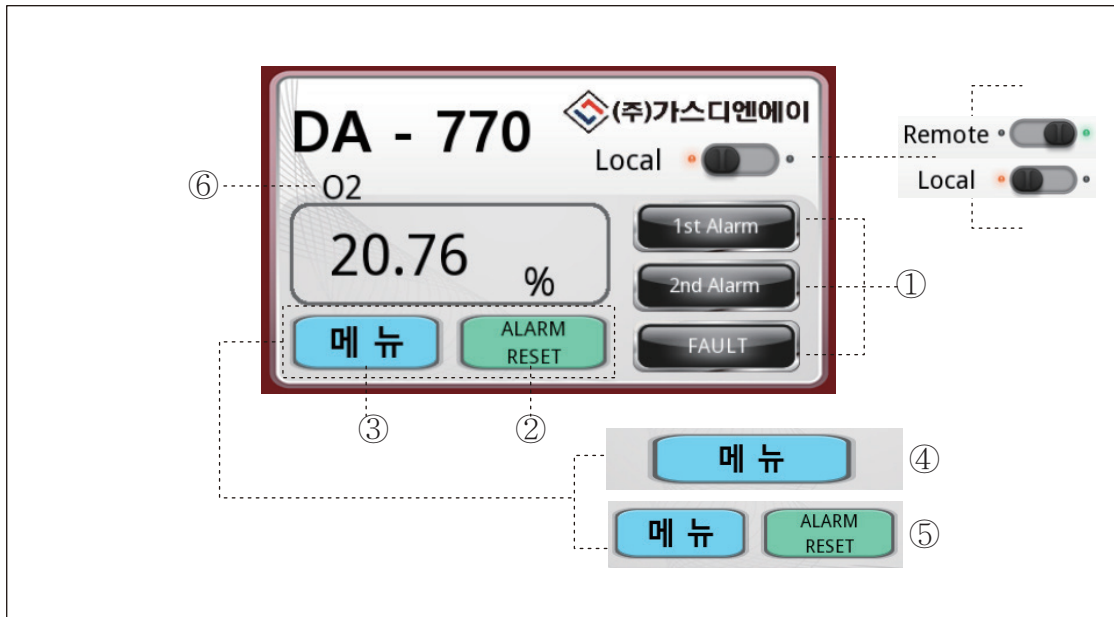 DA - 770
(주)가스디엔에이
Local
Remote
Local
⑥
O2
20.76 %
1st Alarm
2nd Alarm
FAULT
①
메 뉴
ALARM
RESET
③
②
메 뉴
④
메 뉴
ALARM
RESET
⑤